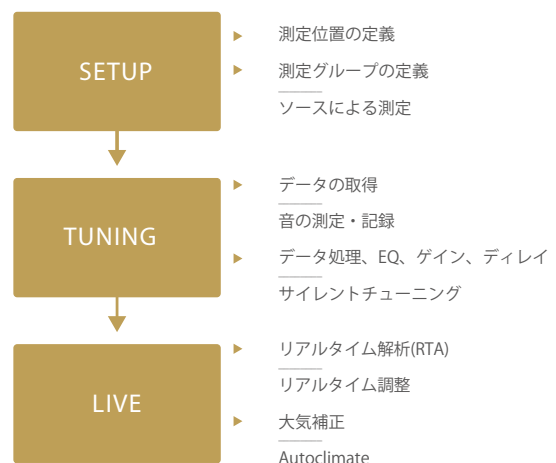 SETUP
測定位置の定義
測定グループの定義
ソースによる測定
TUNING
データの取得
音の測定・記録
データ処理、EQ、ゲイン、ディレイ
サイレントチューニング
LIVE
リアルタイム解析(RTA)
リアルタイム調整
大気補正
Autoclimate